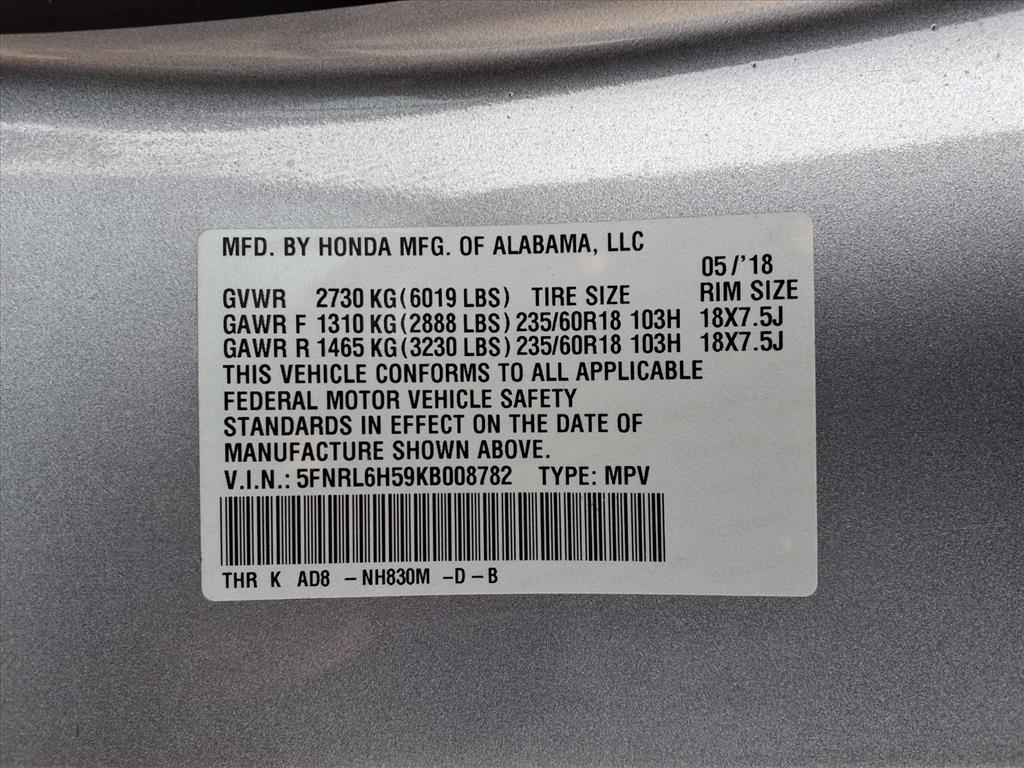 MFD. BY HONDA MFG. OF ALABAMA, LLC
05/'18
GVWR 2730 KG (6019 LBS) TIRE SIZE RIM SIZE
GAWR F 1310 KG (2888 LBS) 235/60R18 103H 18X7.5J
GAWR R 1465 KG (3230 LBS) 235/60R18 103H 18X7.5J
THIS VEHICLE CONFORMS TO ALL APPLICABLE
FEDERAL MOTOR VEHICLE SAFETY
STANDARDS IN EFFECT ON THE DATE OF
MANUFACTURE SHOWN ABOVE.
V.I.N.: 5FNRL6H59KB008782 TYPE: MPV
THR K AD8 -NH830M -D-B